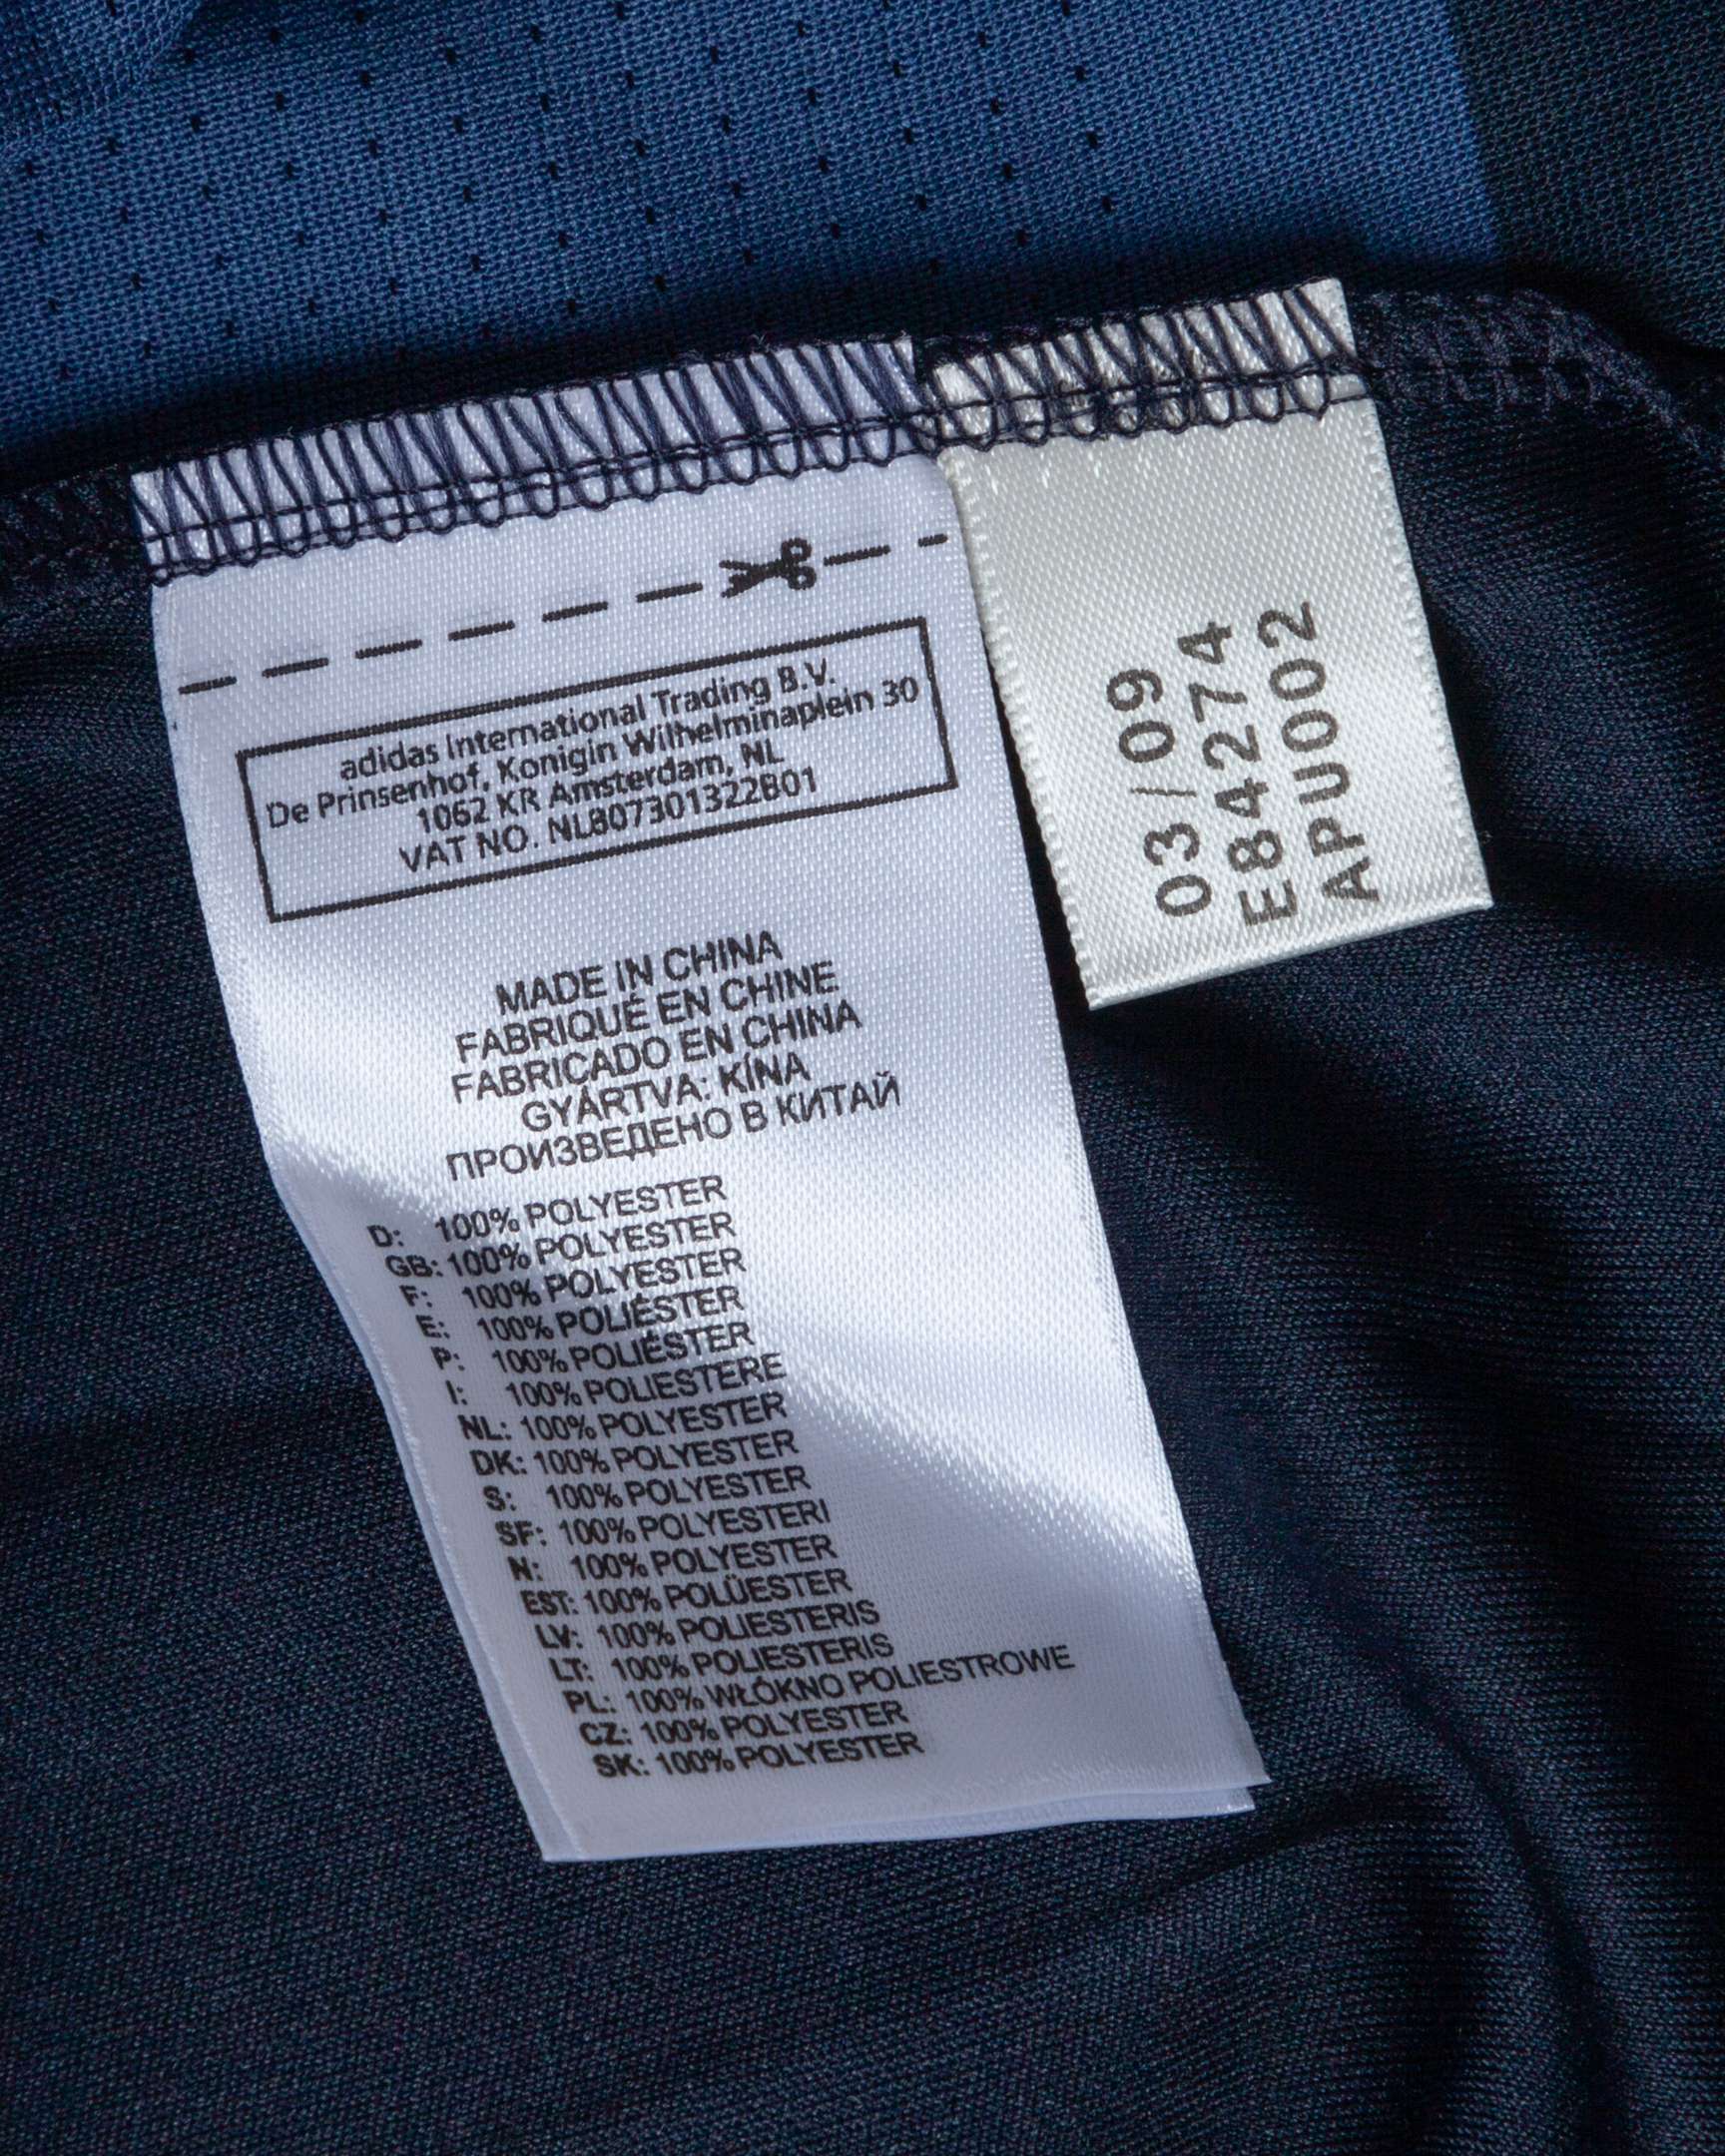 adidas International Trading B.V.
De Prinsenhof, Konigin Wilhelminaplein 30
1062 KR Amsterdam, NL
VAT NO. NL807301322B01
MADE IN CHINA
FABRIQUÉ EN CHINE
FABRICADO EN CHINA
GYÁRTVA: KÍNA
ПРОИЗВЕДЕНО В КИТАЙ
D: 100% POLYESTER
GB: 100% POLYESTER
F: 100% POLYESTER
E: 100% POLIÉSTER
P: 100% POLIÉSTER
I: 100% POLIESTERE
NL: 100% POLYESTER
DK: 100% POLYESTER
S: 100% POLYESTER
SF: 100% POLYESTERI
N: 100% POLYESTER
EST: 100% POLÜESTER
LV: 100% POLIESTERIS
LT: 100% POLIESTERIS
PL: 100% WŁÓKNO POLIESTROWE
CZ: 100% POLYESTER
SK: 100% POLYESTER
03/09
E84274
APU002